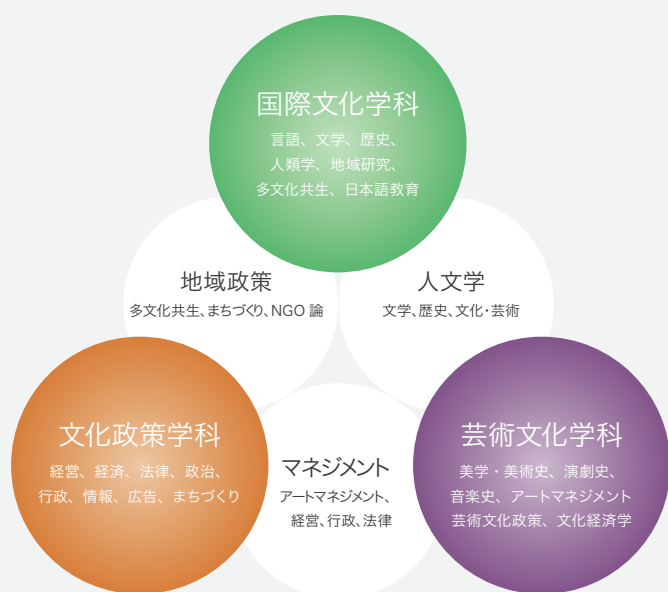 国際文化学科
言語、文学、歴史、
人類学、地域研究、
多文化共生、日本語教育
地域政策
多文化共生、まちづくり、NGO 論
人文学
文学、歴史、文化・芸術
文化政策学科
経営、経済、法律、政治、
行政、情報、広告、まちづくり
マネジメント
アートマネジメント、
経営、行政、法律
芸術文化学科
美学・美術史、演劇史、
音楽史、アートマネジメント
芸術文化政策、文化経済学